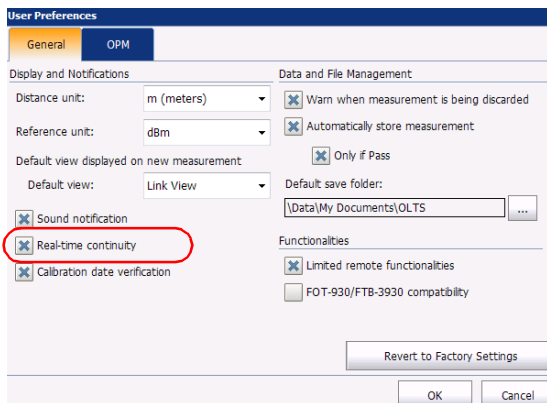 User Preferences
General
OPM
Display and Notifications
Distance unit:
m (meters)
Reference unit:
dBm
Default view displayed on new measurement
Default view:
Link View
Sound notification
Real-time continuity
Calibration date verification
Data and File Management
Warn when measurement is being discarded
Automatically store measurement
Only if Pass
Default save folder:
\Data\My Documents\OLTS
...
Functionalities
Limited remote functionalities
FOT-930/FTB-3930 compatibility
Revert to Factory Settings
OK
Cancel